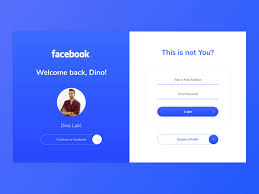 facebook.
Welcome back, Dino!
Dino Lalić
Continue to Facebook
This is not You?
Your e-Mail Address
Your Password
Login
Create a Profile